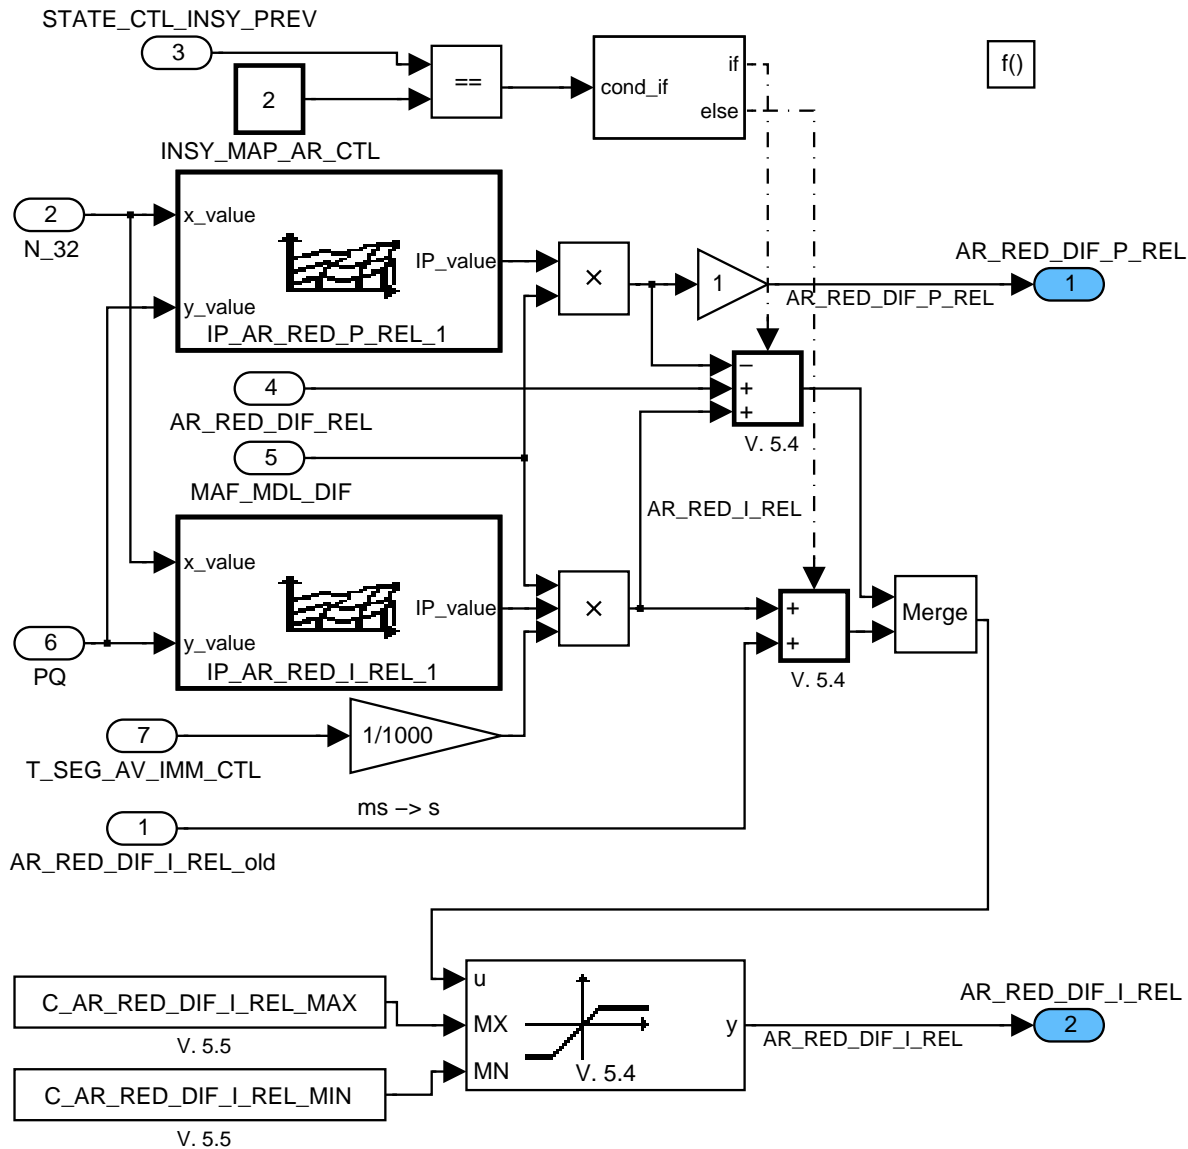 STATE_CTL_INSY_PREV
3
2
==
cond_if
if
else
f()
INSY_MAP_AR_CTL
2
N_32
x_value
y_value
IP_value
IP_AR_RED_P_REL_1
×
1
AR_RED_DIF_P_REL
AR_RED_DIF_P_REL
1
4
AR_RED_DIF_REL
−
+
+
V. 5.4
5
MAF_MDL_DIF
AR_RED_I_REL
x_value
y_value
IP_value
IP_AR_RED_I_REL_1
×
6
PQ
+
+
V. 5.4
Merge
7
T_SEG_AV_IMM_CTL
1/1000
ms −> s
1
AR_RED_DIF_I_REL_old
C_AR_RED_DIF_I_REL_MAX
V. 5.5
C_AR_RED_DIF_I_REL_MIN
V. 5.5
u
MX
MN
y
V. 5.4
AR_RED_DIF_I_REL
AR_RED_DIF_I_REL
2